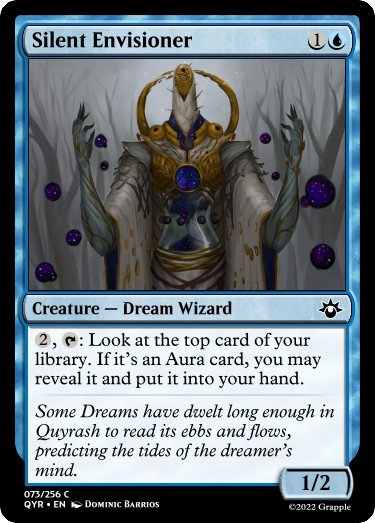 Silent Envisioner 1
Creature — Dream Wizard
2, : Look at the top card of your
library. If it's an Aura card, you may
reveal it and put it into your hand.
Some Dreams have dwelt long enough in
Quyrash to read its ebbs and flows,
predicting the tides of the dreamer's
mind.
1/2
073/256 C
QYR • EN DOMINIC BARRIOS
©2022 Grapple